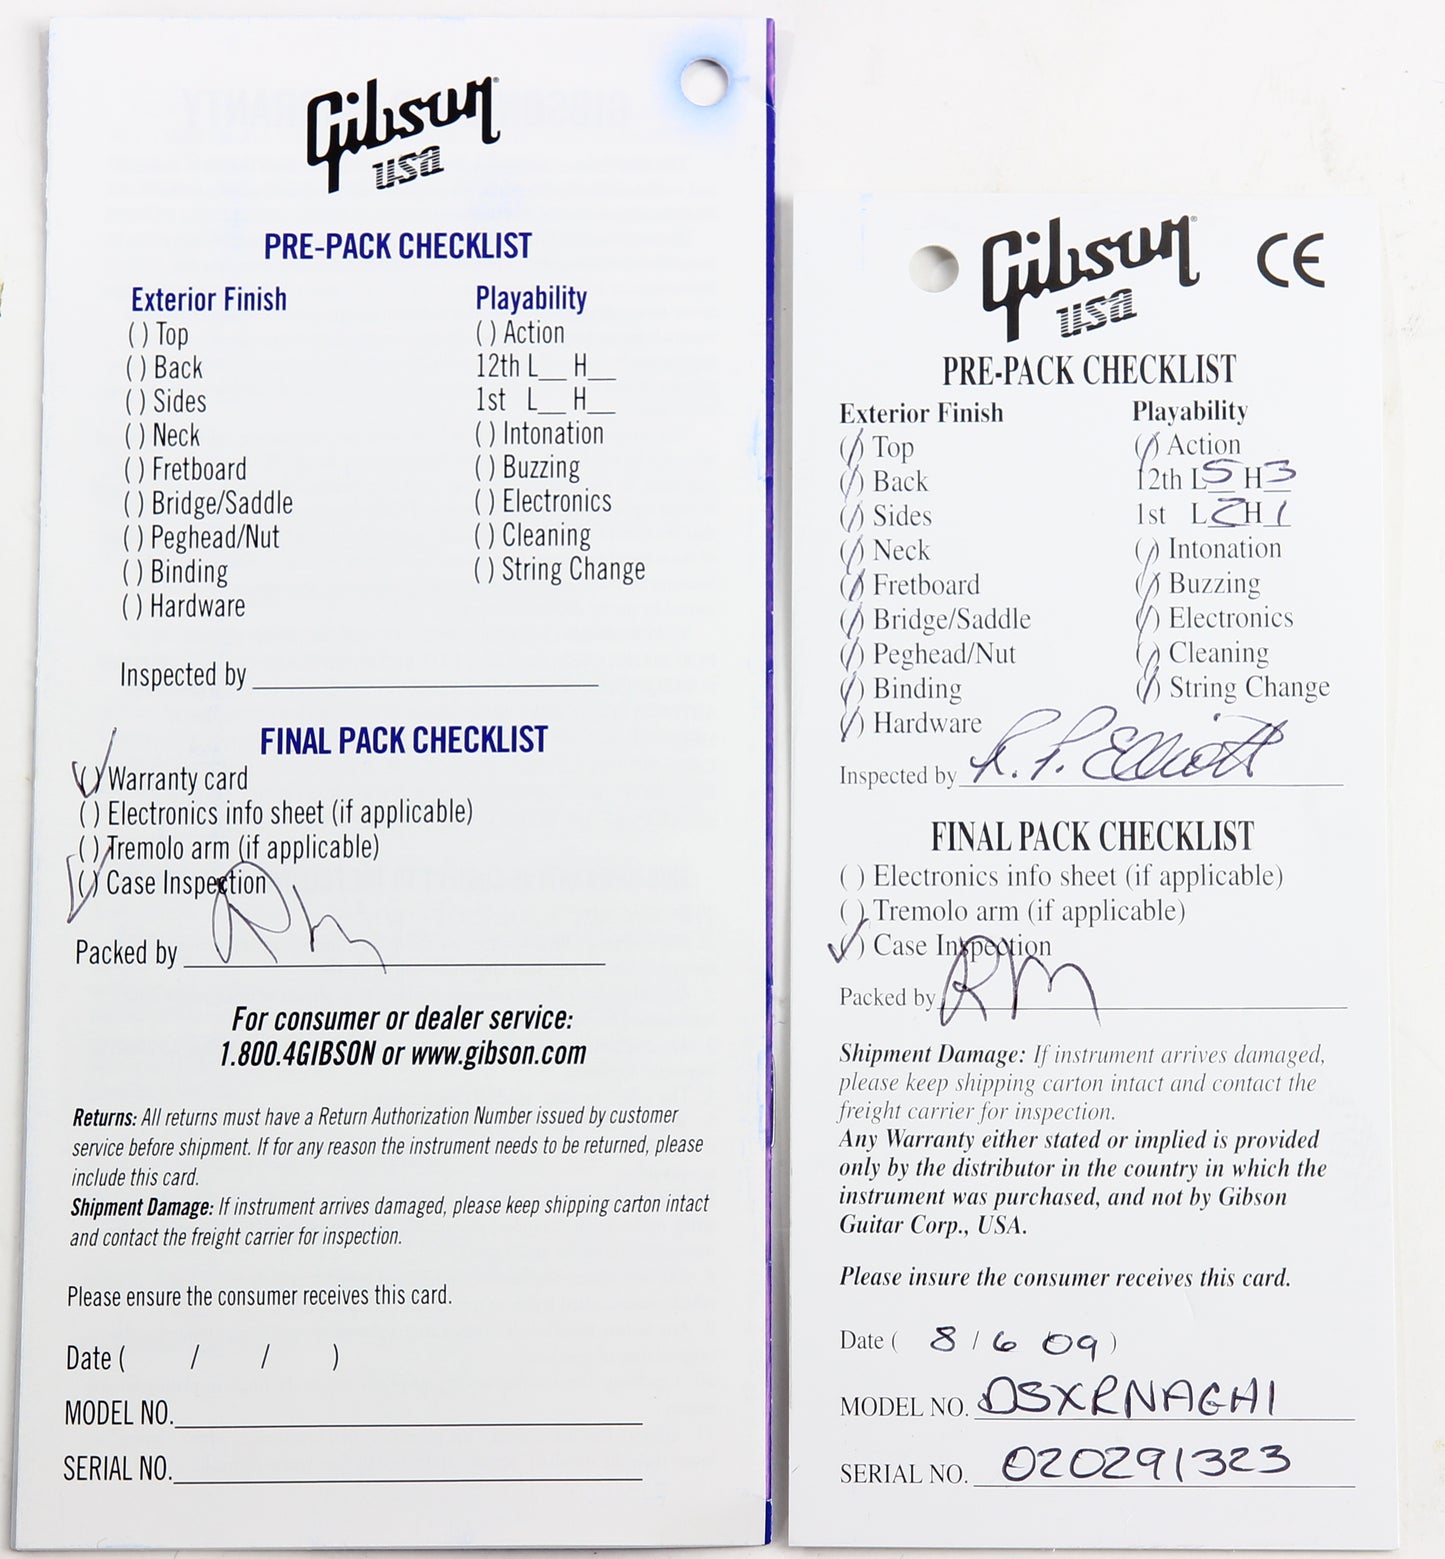 Gibson
USA
PRE-PACK CHECKLIST
Exterior Finish
( ) Top
( ) Back
( ) Sides
( ) Neck
( ) Fretboard
( ) Bridge/Saddle
( ) Peghead/Nut
( ) Binding
( ) Hardware
Playability
( ) Action
12th L__ H__
1st L__ H__
( ) Intonation
( ) Buzzing
( ) Electronics
( ) Cleaning
( ) String Change
Inspected by
FINAL PACK CHECKLIST
(✓) Warranty card
( ) Electronics info sheet (if applicable)
( ) Tremolo arm (if applicable)
(✓) Case Inspection
Packed by RM
For consumer or dealer service:
1.800.4GIBSON or www.gibson.com
Returns: All returns must have a Return Authorization Number issued by customer
service before shipment. If for any reason the instrument needs to be returned, please
include this card.
Shipment Damage: If instrument arrives damaged, please keep shipping carton intact
and contact the freight carrier for inspection.
Please ensure the consumer receives this card.
Date ( / / )
MODEL NO.
SERIAL NO.
Gibson
USA
CE
PRE-PACK CHECKLIST
Exterior Finish
(/) Top
(/) Back
(/) Sides
(/) Neck
(/) Fretboard
(/) Bridge/Saddle
(/) Peghead/Nut
(/) Binding
(/) Hardware
Playability
(/) Action
12th L 5 H 3
1st L 2 H 1
(/) Intonation
(/) Buzzing
(/) Electronics
(/) Cleaning
(/) String Change
Inspected by R. P. Elliott
FINAL PACK CHECKLIST
( ) Electronics info sheet (if applicable)
( ) Tremolo arm (if applicable)
(✓) Case Inspection
Packed by RM
Shipment Damage: If instrument arrives damaged,
please keep shipping carton intact and contact the
freight carrier for inspection.
Any Warranty either stated or implied is provided
only by the distributor in the country in which the
instrument was purchased, and not by Gibson
Guitar Corp., USA.
Please insure the consumer receives this card.
Date ( 8 / 6 09 )
MODEL NO. DSXRNAGH1
SERIAL NO. 020291323